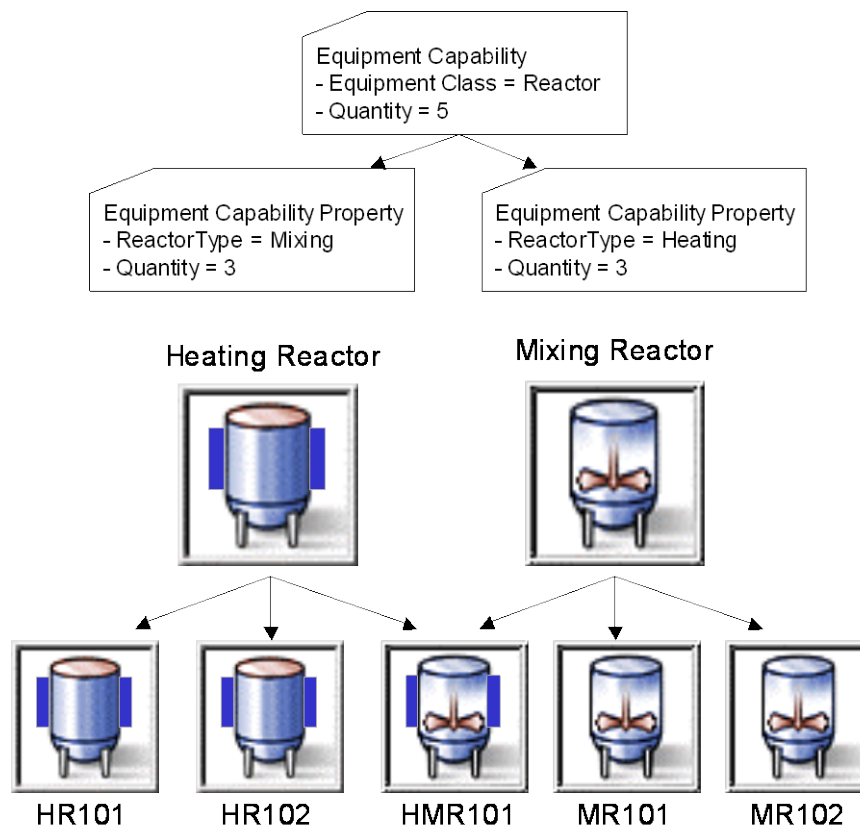 Equipment Capability
- Equipment Class = Reactor
- Quantity = 5
Equipment Capability Property
- ReactorType = Mixing
- Quantity = 3
Equipment Capability Property
- ReactorType = Heating
- Quantity = 3
Heating Reactor
Mixing Reactor
HR101
HR102
HMR101
MR101
MR102